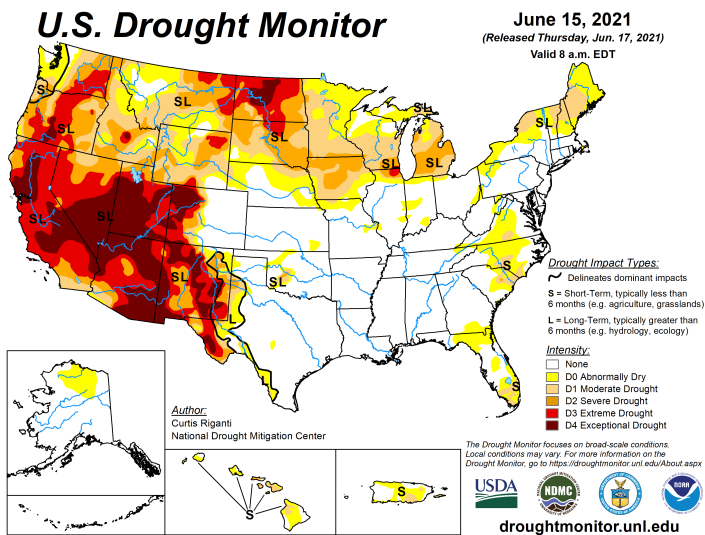 U.S. Drought Monitor
June 15, 2021
(Released Thursday, Jun. 17, 2021)
Valid 8 a.m. EDT
S
SL
SL
SL
SL
SL
SL
SL
SL
SL
SL
SL
S
L
L
S
Drought Impact Types:
Delineates dominant impacts
S = Short-Term, typically less than
6 months (e.g. agriculture, grasslands)
L = Long-Term, typically greater than
6 months (e.g. hydrology, ecology)
Intensity:
None
D0 Abnormally Dry
D1 Moderate Drought
D2 Severe Drought
D3 Extreme Drought
D4 Exceptional Drought
Author:
Curtis Riganti
National Drought Mitigation Center
S
S
The Drought Monitor focuses on broad-scale conditions.
Local conditions may vary. For more information on the
Drought Monitor, go to https://droughtmonitor.unl.edu/About.aspx
USDA
NDMC
NOAA
droughtmonitor.unl.edu